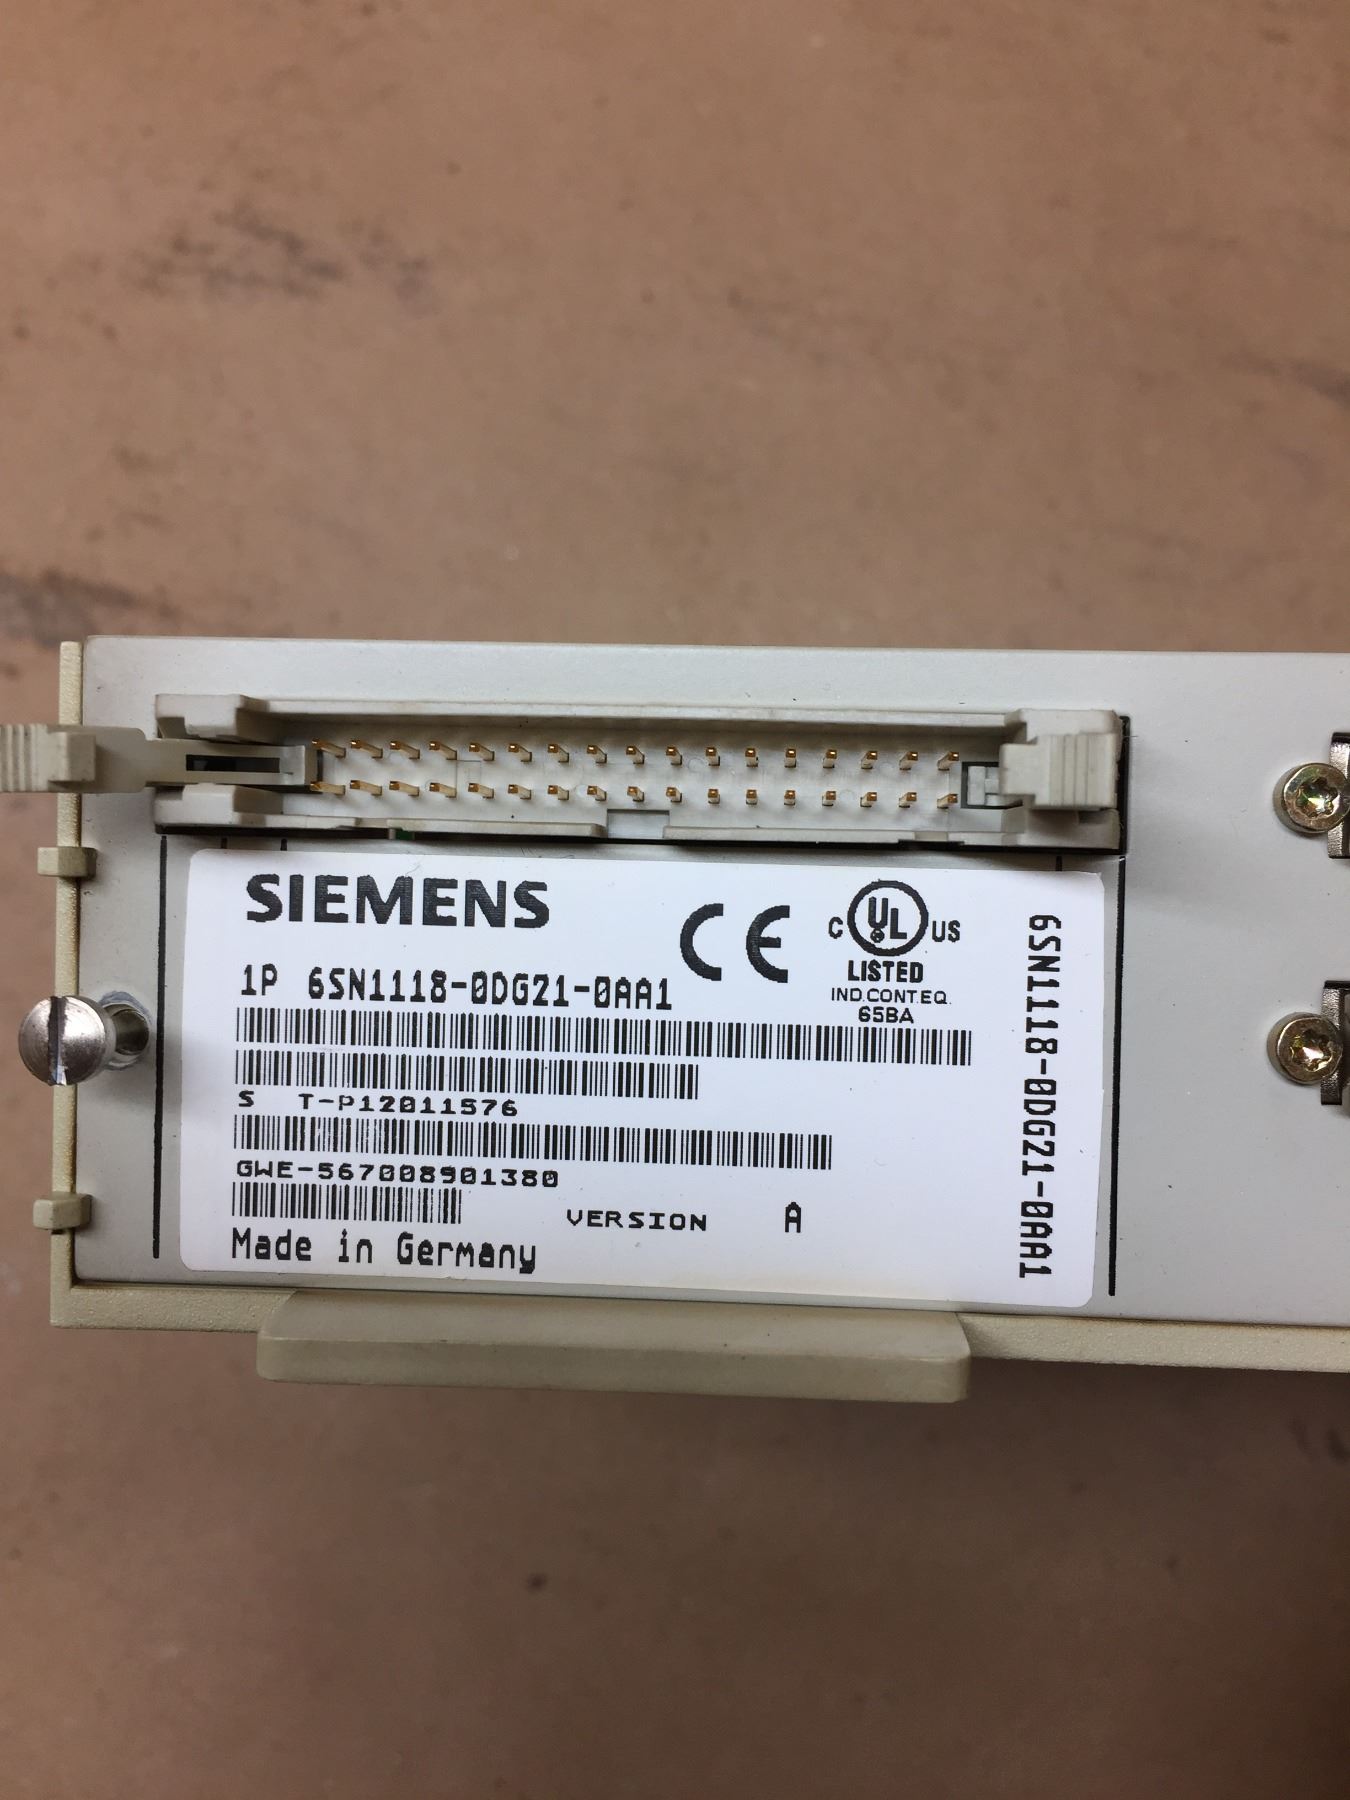 SIEMENS
CE
C UL US
LISTED
IND.CONT.EQ.
65BA
1P 6SN1118-0DG21-0AA1
S T-P12011576
GWE-567008901380
VERSION A
Made in Germany
6SN1118-0DG21-0AA1